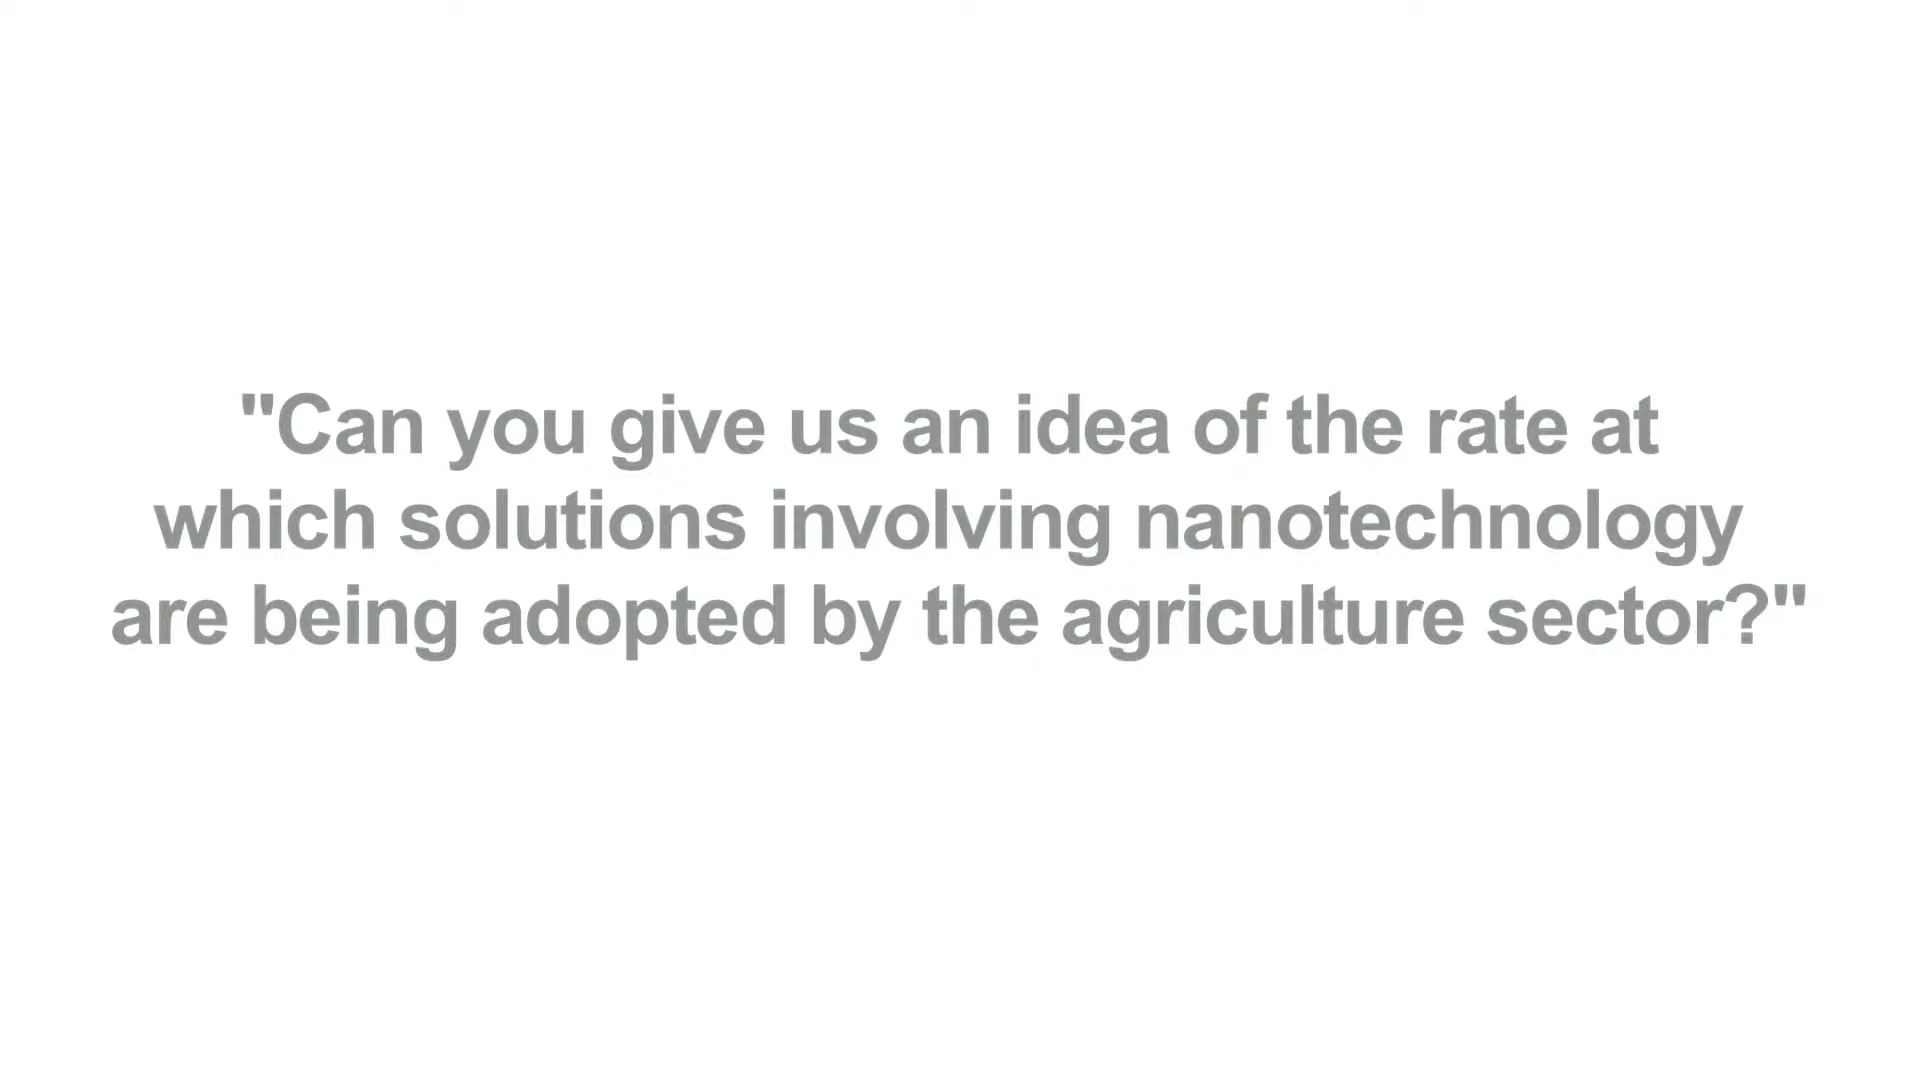 "Can you give us an idea of the rate at
which solutions involving nanotechnology
are being adopted by the agriculture sector?"